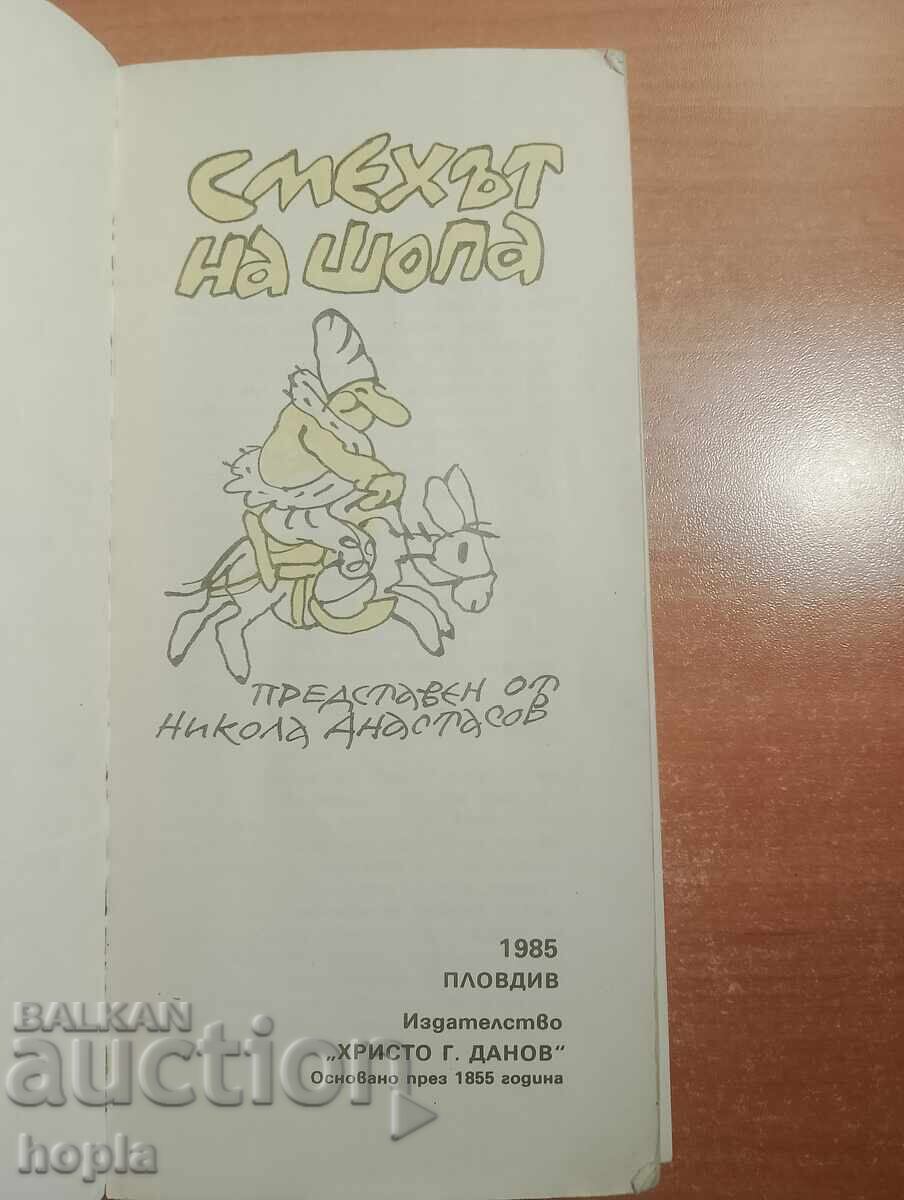 СМЕХЪТ
НА ШОПА
ПРЕДСТАВЕН ОТ
НИКОЛА АНАСТАСОВ
1985
ПЛОВДИВ
Издателство
„ХРИСТО Г. ДАНОВ"
Основано през 1855 година
BALKAN
auction
hopla